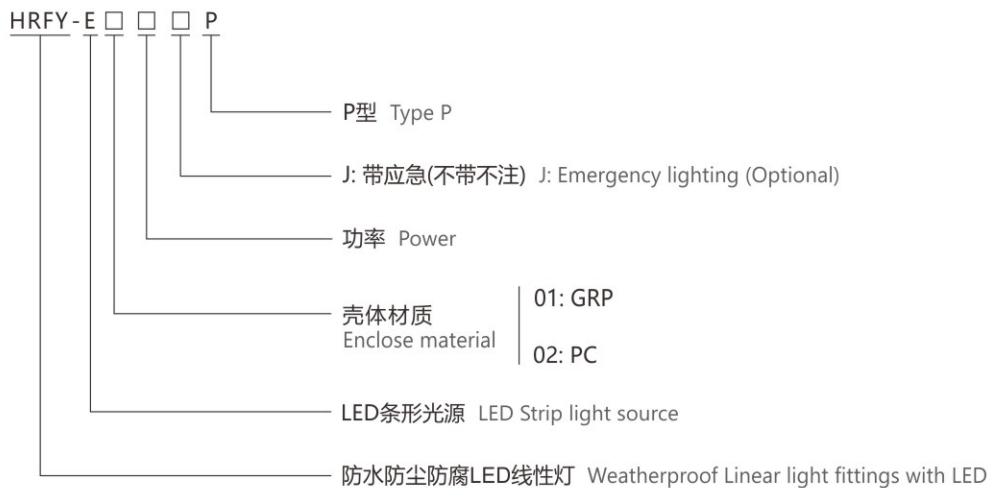 HRFY-E□ □ □ P
P型 Type P
J: 带应急(不带不注) J: Emergency lighting (Optional)
功率 Power
壳体材质
Enclose material
01: GRP
02: PC
LED条形光源 LED Strip light source
防水防尘防腐LED线性灯 Weatherproof Linear light fittings with LED